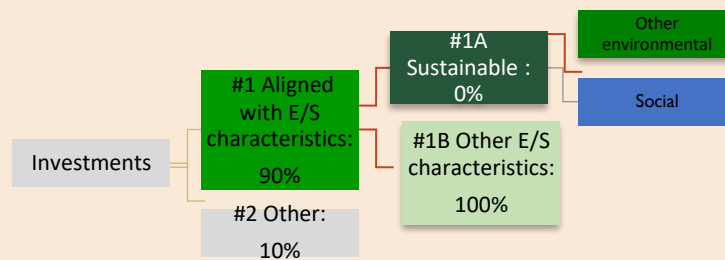 Investments
#1 Aligned
with E/S
characteristics:
90%
#2 Other:
10%
#1A
Sustainable :
0%
#1B Other E/S
characteristics:
100%
Other
environmental
Social